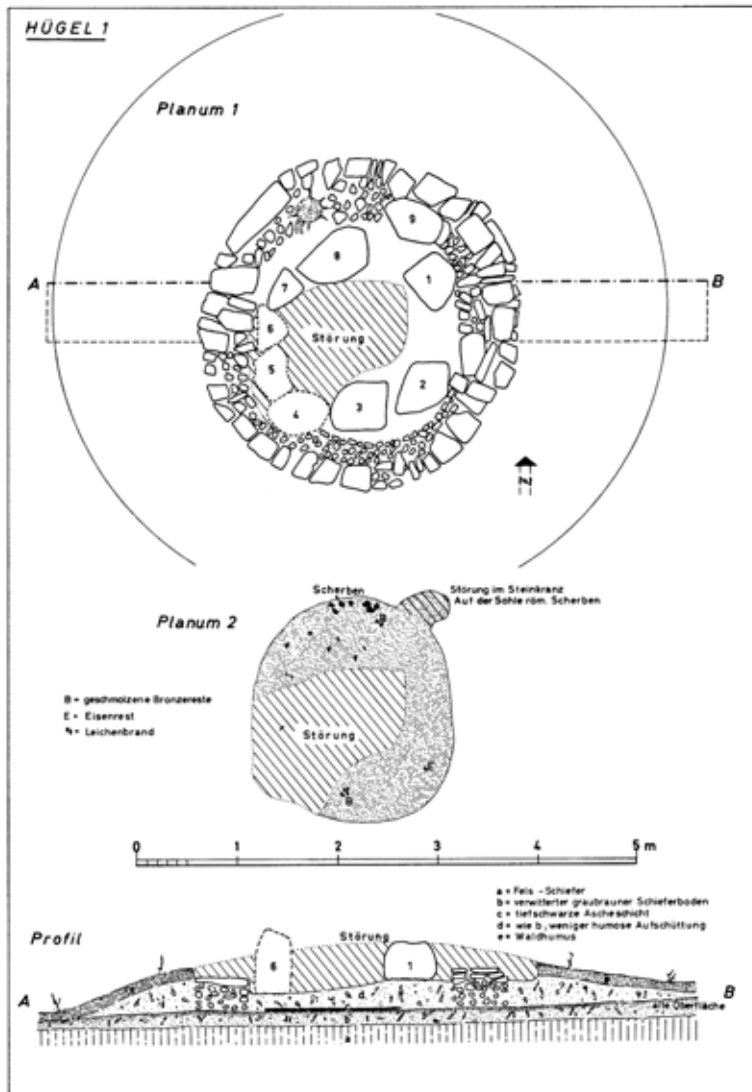 HÜGEL 1
Planum 1
9
8
1
A
B
7
6
Störung
5
2
3
4
N
Scherben
Störung im Steinkranz
Auf der Sohle röm. Scherben
Planum 2
B = geschmolzene Bronzereste
E = Eisenrest
= Leichenbrand
Störung
0 1 2 3 4 5 m
a = Fels - Schiefer
b = verwitterter graubrauner Schieferboden
c = tiefschwarze Ascheschicht
d = wie b, weniger humose Aufschüttung
e = Waldhumus
Profil
Störung
6
1
A
d
B
alte Oberfläche
a